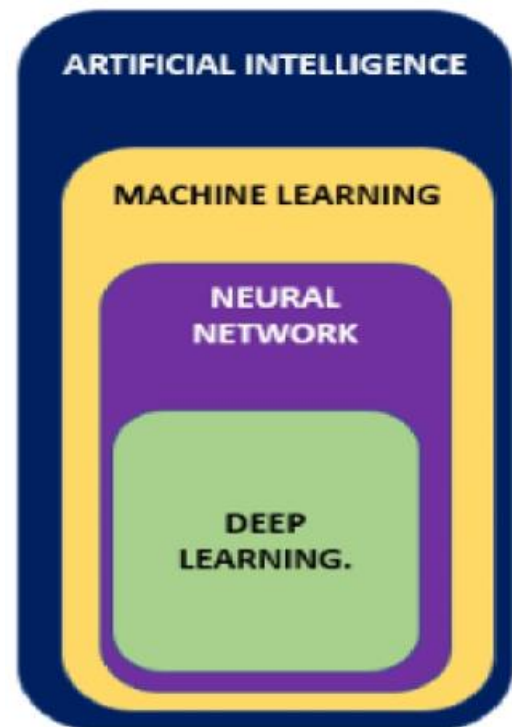 ARTIFICIAL INTELLIGENCE
MACHINE LEARNING
NEURAL
NETWORK
DEEP
LEARNING.